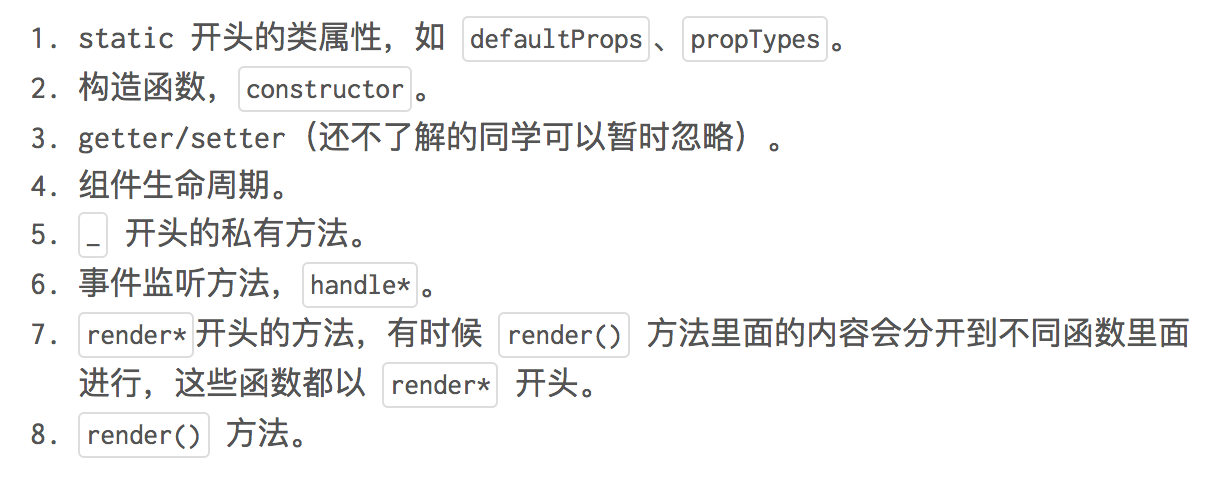 1. static 开头的类属性，如 defaultProps、propTypes。
2. 构造函数，constructor。
3. getter/setter（还不了解的同学可以暂时忽略）。
4. 组件生命周期。
5. _ 开头的私有方法。
6. 事件监听方法，handle*。
7. render*开头的方法，有时候 render() 方法里面的内容会分开到不同函数里面
进行，这些函数都以 render* 开头。
8. render() 方法。